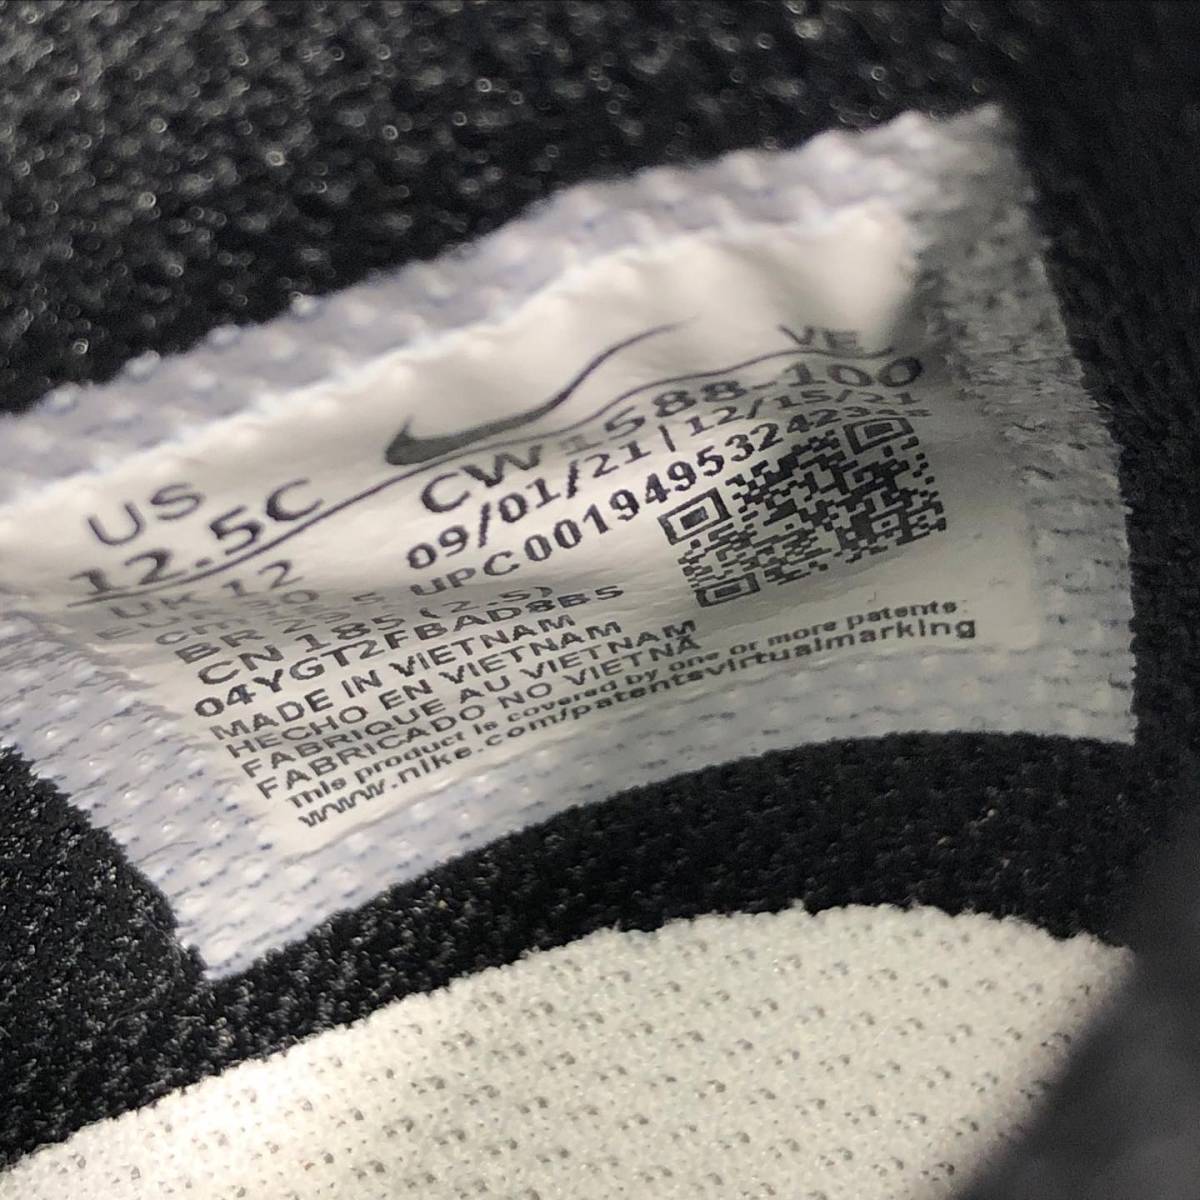 VE
US
12.5C
CW1588-100
09/01/21 | 12/15/21
UK 12
UPC00194953242
BR
CN 185 (2.5)
04YGT2FBAD8B5
MADE IN VIETNAM
HECHO EN VIETNAM
FABRIQUE AU VIETNAM
FABRICADO NO VIETNÃ
This product is covered by one or more patents:
www.nike.com/patentsvirtualmarking